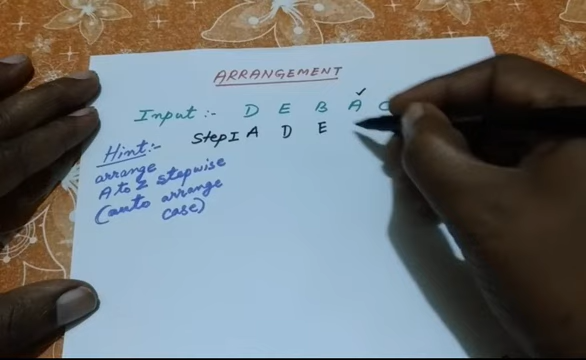 ARRANGEMENT
Input :- D E B A C
Step I A D E
Hint :-
arrange
A to Z stepwise
(auto arrange
case)